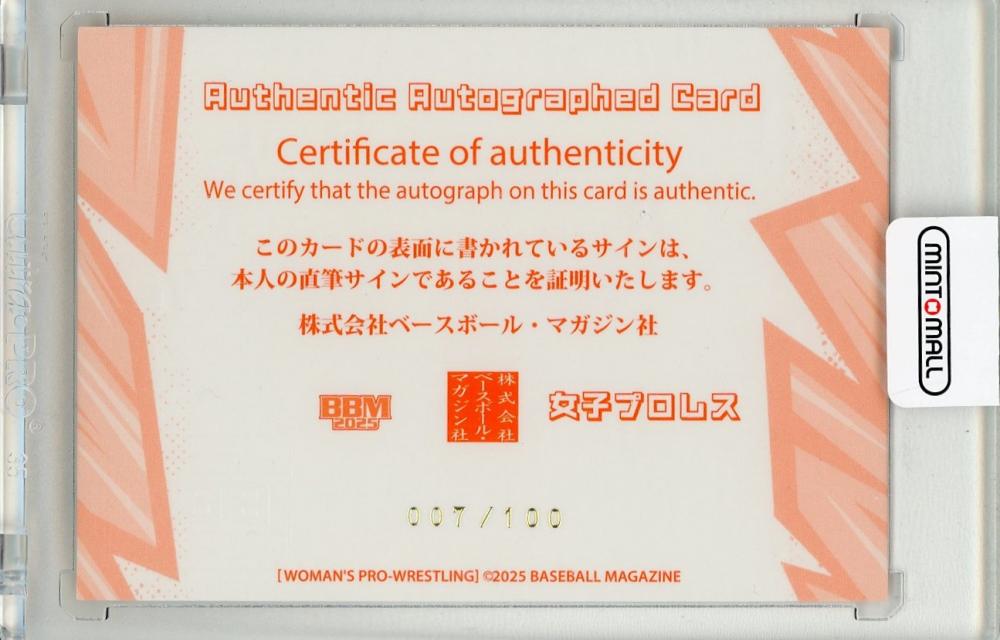 Authentic Autographed Card
Certificate of authenticity
We certify that the autograph on this card is authentic.
このカードの表面に書かれているサインは、
本人の直筆サインであることを証明いたします。
株式会社ベースボール・マガジン社
BBM
2025
株式会社
ベースボール・
マガジン社
女子プロレス
007/100
[WOMAN'S PRO-WRESTLING] ©2025 BASEBALL MAGAZINE
MINTOMALL